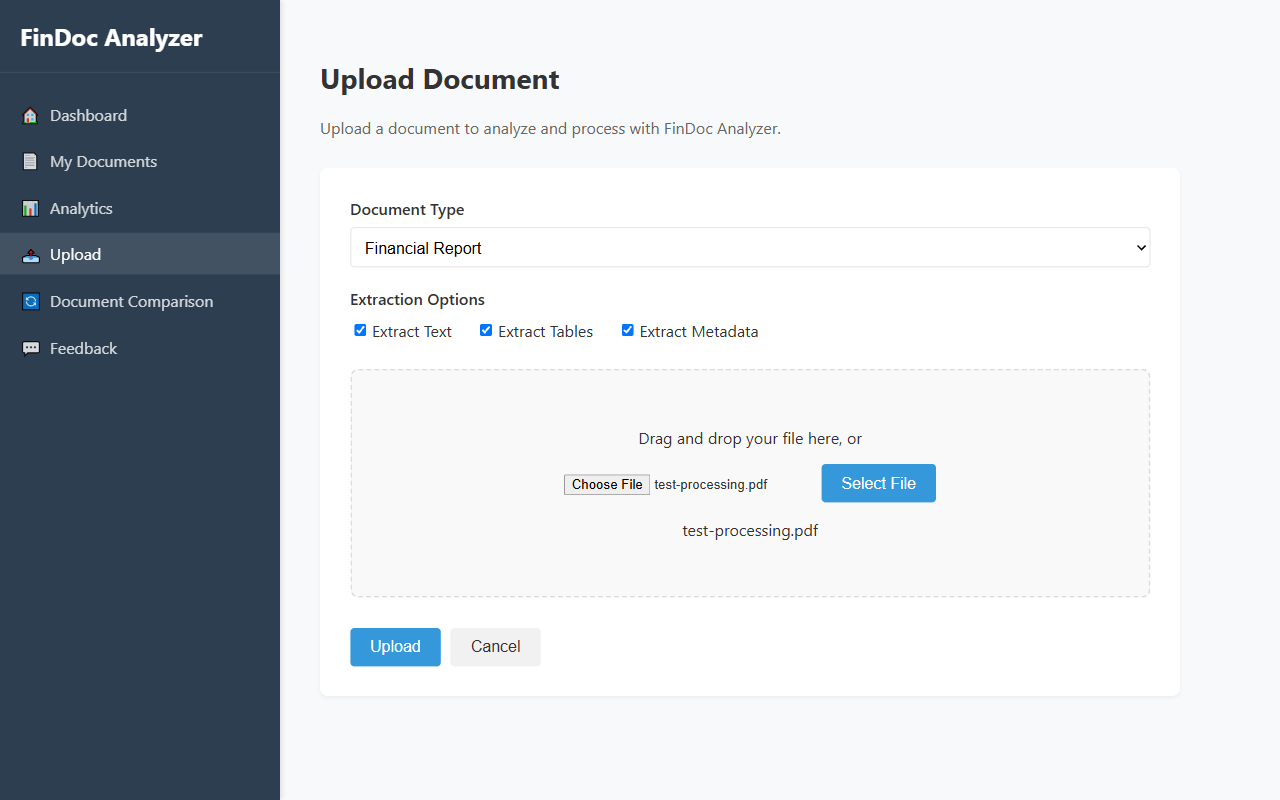 FinDoc Analyzer
Dashboard
My Documents
Analytics
Upload
Document Comparison
Feedback
Upload Document
Upload a document to analyze and process with FinDoc Analyzer.
Document Type
Financial Report
Extraction Options
Extract Text Extract Tables Extract Metadata
Drag and drop your file here, or
Choose File test-processing.pdf Select File
test-processing.pdf
Upload Cancel